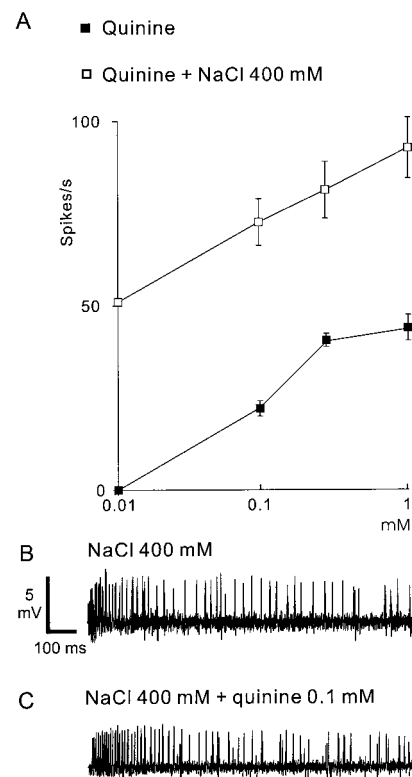 A
■ Quinine
□ Quinine + NaCl 400 mM
100
Spikes/s
50
0
0.01
0.1
1
mM
B
NaCl 400 mM
5
mV
100 ms
C
NaCl 400 mM + quinine 0.1 mM